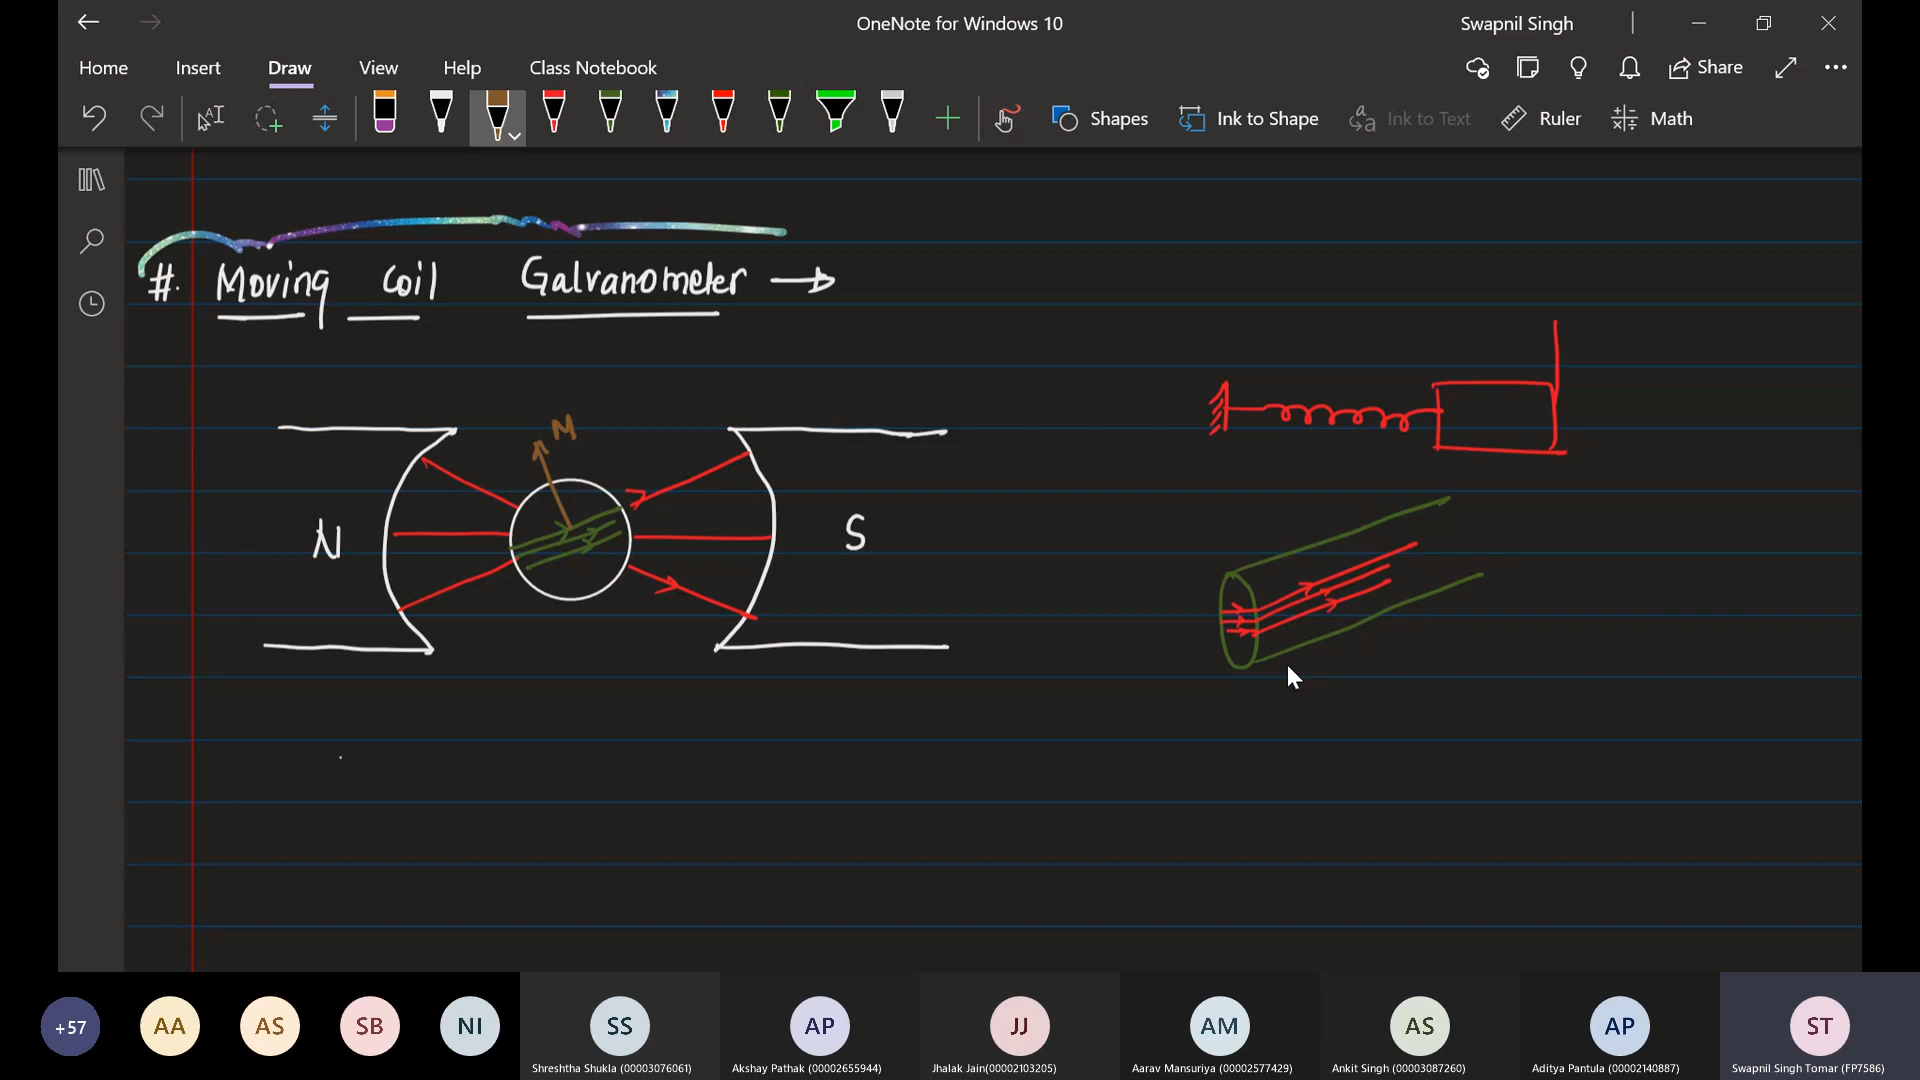 OneNote for Windows 10
Swapnil Singh
Home Insert Draw View Help Class Notebook
Share
Shapes Ink to Shape Ink to Text Ruler Math
#. Moving Coil Galvanometer →
M
N S
+57 AA AS SB NI SS AP JJ AM AS AP ST
Shreshtha Shukla (00003076061) Akshay Pathak (00002655944) Jhalak Jain(00002103205) Aarav Mansuriya (00002577429) Ankit Singh (00003087260) Aditya Pantula (00002140887) Swapnil Singh Tomar (FP7586)